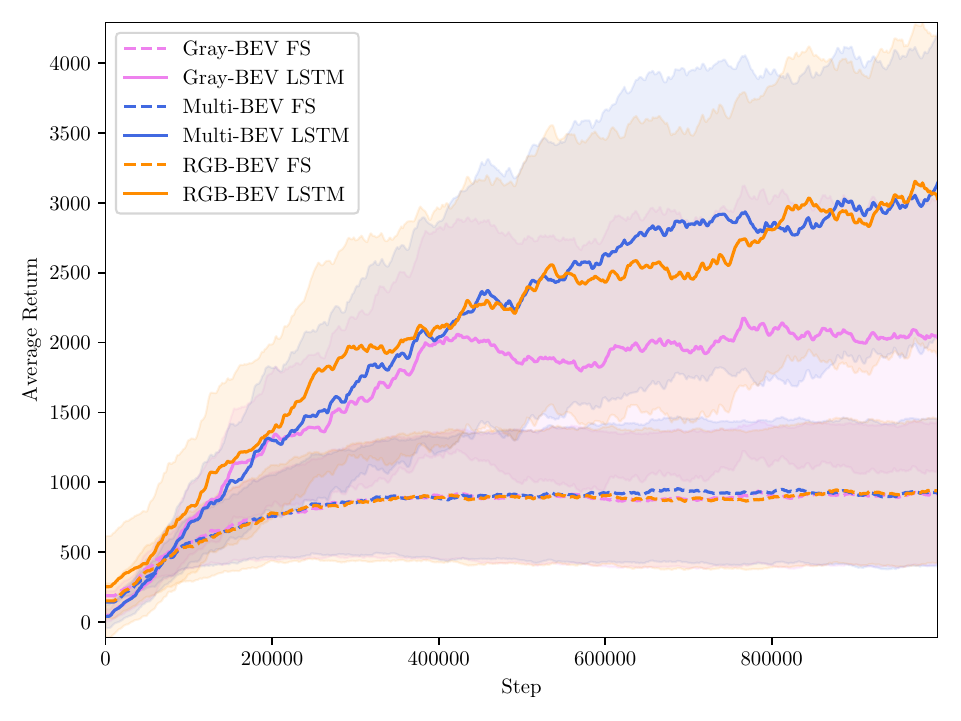 Gray-BEV FS
Gray-BEV LSTM
Multi-BEV FS
Multi-BEV LSTM
RGB-BEV FS
RGB-BEV LSTM
Average Return
4000
3500
3000
2500
2000
1500
1000
500
0
0 200000 400000 600000 800000
Step